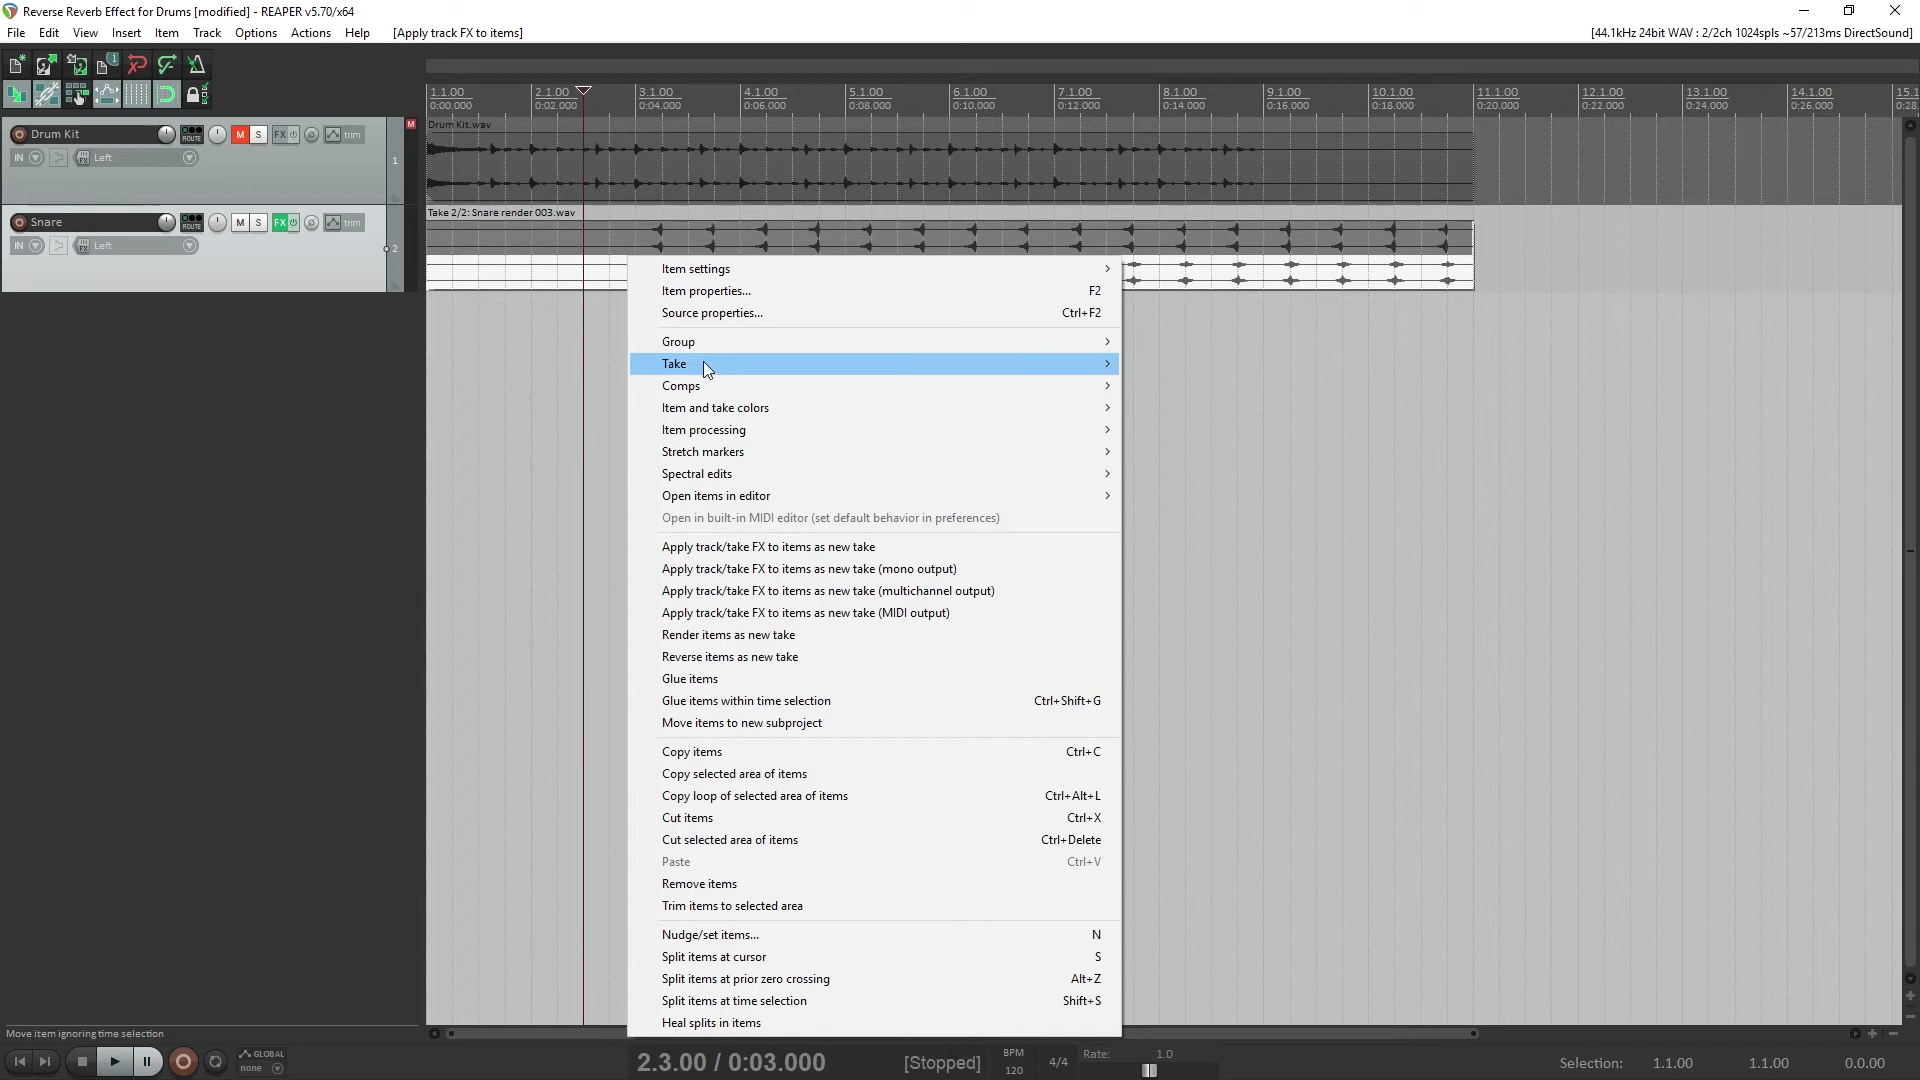 Reverse Reverb Effect for Drums [modified] - REAPER v5.70/x64
File Edit View Insert Item Track Options Actions Help [Apply track FX to items]
[44.1kHz 24bit WAV : 2/2ch 1024spls ~57/213ms DirectSound]
1.1.00 2.1.00 3.1.00 4.1.00 5.1.00 6.1.00 7.1.00 8.1.00 9.1.00 10.1.00 11.1.00 12.1.00 13.1.00 14.1.00 15.1
0:00.000 0:02.000 0:04.000 0:06.000 0:08.000 0:10.000 0:12.000 0:14.000 0:16.000 0:18.000 0:20.000 0:22.000 0:24.000 0:26.000 0:28.
Drum Kit ROUTE M S FX trim M
IN IN FX Left 1
Drum Kit.wav
Snare ROUTE M S FX trim
IN IN FX Left 2
Take 2/2: Snare render 003.wav
Item settings
Item properties... F2
Source properties... Ctrl+F2
Group
Take
Comps
Item and take colors
Item processing
Stretch markers
Spectral edits
Open items in editor
Open in built-in MIDI editor (set default behavior in preferences)
Apply track/take FX to items as new take
Apply track/take FX to items as new take (mono output)
Apply track/take FX to items as new take (multichannel output)
Apply track/take FX to items as new take (MIDI output)
Render items as new take
Reverse items as new take
Glue items
Glue items within time selection Ctrl+Shift+G
Move items to new subproject
Copy items Ctrl+C
Copy selected area of items
Copy loop of selected area of items Ctrl+Alt+L
Cut items Ctrl+X
Cut selected area of items Ctrl+Delete
Paste Ctrl+V
Remove items
Trim items to selected area
Nudge/set items... N
Split items at cursor S
Split items at prior zero crossing Alt+Z
Split items at time selection Shift+S
Heal splits in items
Move item ignoring time selection
GLOBAL
none
2.3.00 / 0:03.000 [Stopped]
BPM
120
4/4
Rate: 1.0
Selection: 1.1.00 1.1.00 0.0.00